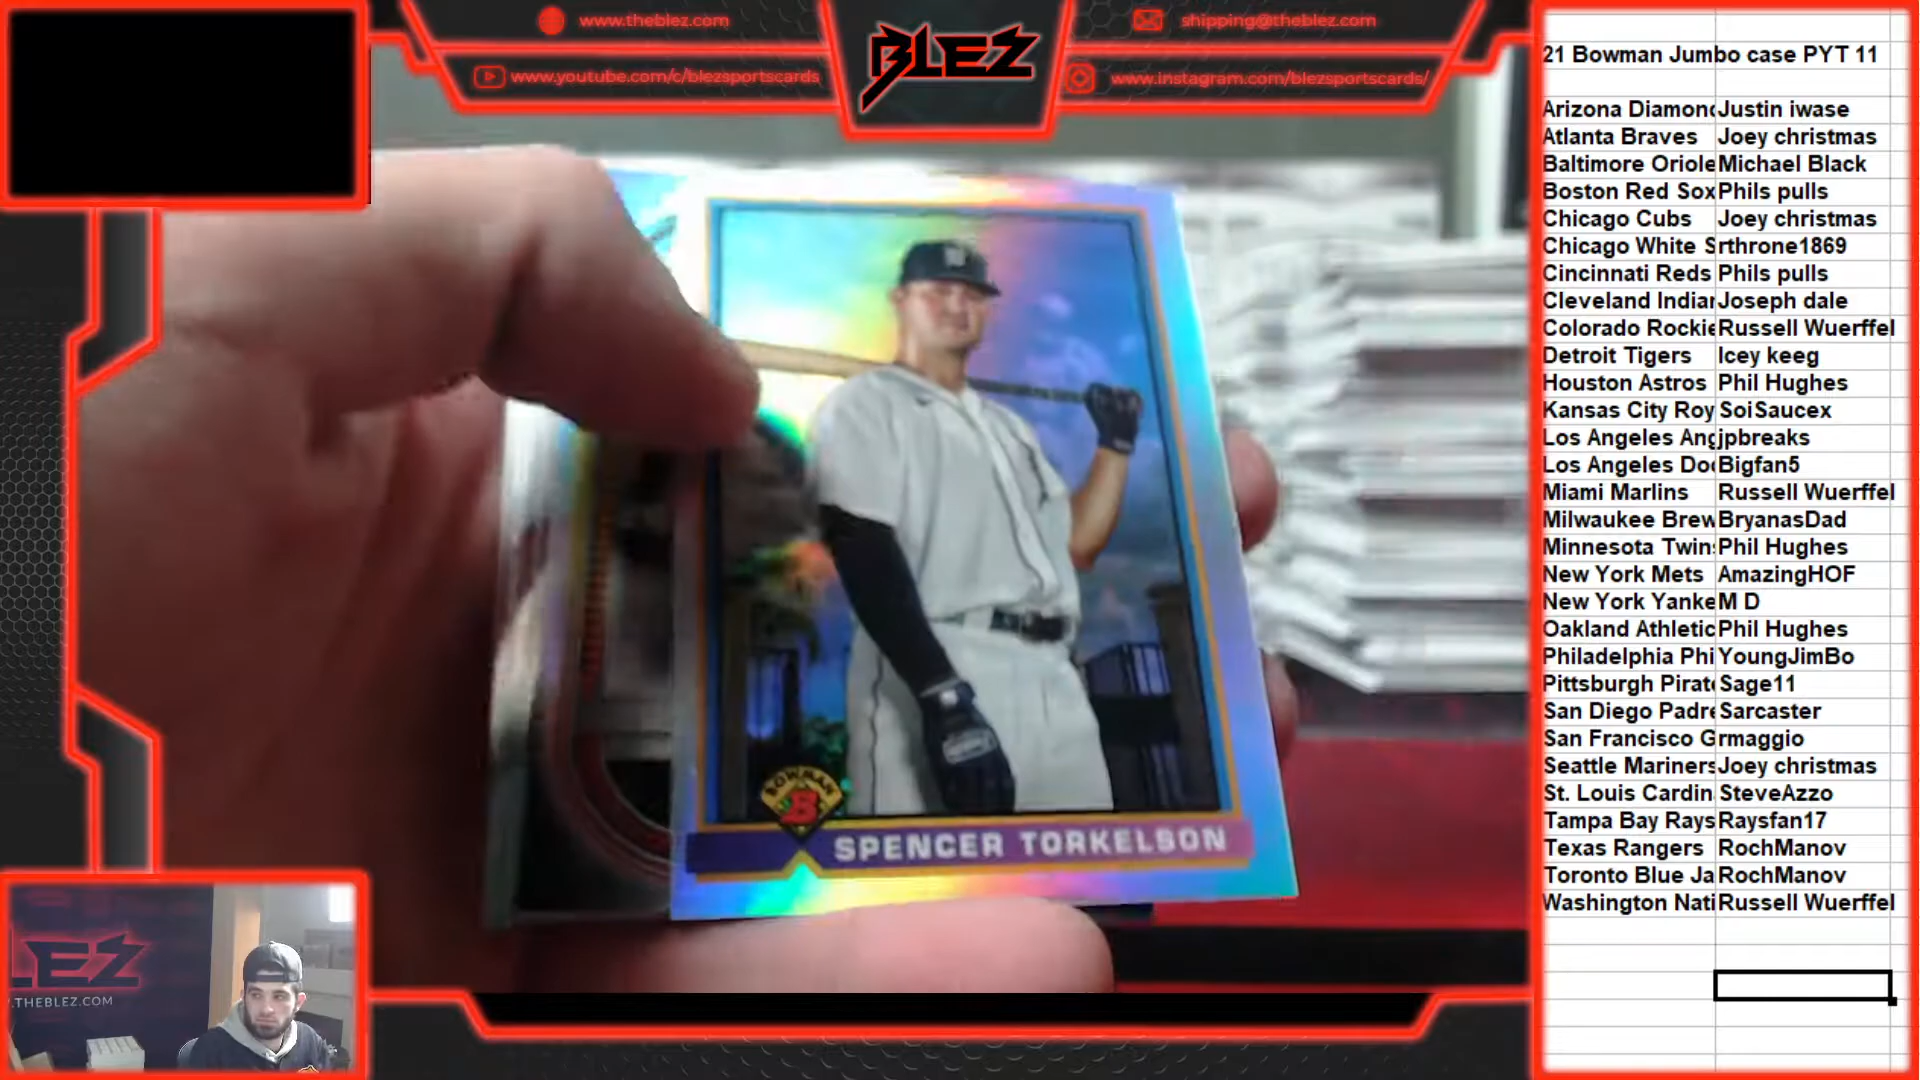 www.theblez.com
BLEZ
shipping@theblez.com
www.youtube.com/c/blezsportscards
www.instagram.com/blezsportscards/
21 Bowman Jumbo case PYT 11
Arizona Diamond Justin iwase
Atlanta Braves Joey christmas
Baltimore Oriole Michael Black
Boston Red Sox Phils pulls
Chicago Cubs Joey christmas
Chicago White S rthrone1869
Cincinnati Reds Phils pulls
Cleveland Indian Joseph dale
Colorado Rockie Russell Wuerffel
Detroit Tigers Icey keeg
Houston Astros Phil Hughes
Kansas City Roy SoiSaucex
Los Angeles Ang jpbreaks
Los Angeles Dod Bigfan5
Miami Marlins Russell Wuerffel
Milwaukee Brew BryanasDad
Minnesota Twins Phil Hughes
New York Mets AmazingHOF
New York Yanke M D
Oakland Athletic Phil Hughes
Philadelphia Phi YoungJimBo
Pittsburgh Pirate Sage11
San Diego Padre Sarcaster
San Francisco G rmaggio
Seattle Mariners Joey christmas
St. Louis Cardin SteveAzzo
Tampa Bay Rays Raysfan17
Texas Rangers RochManov
Toronto Blue Ja RochManov
Washington Nati Russell Wuerffel
BOWMAN
B
SPENCER TORKELSON
LEZ
.THEBLEZ.COM